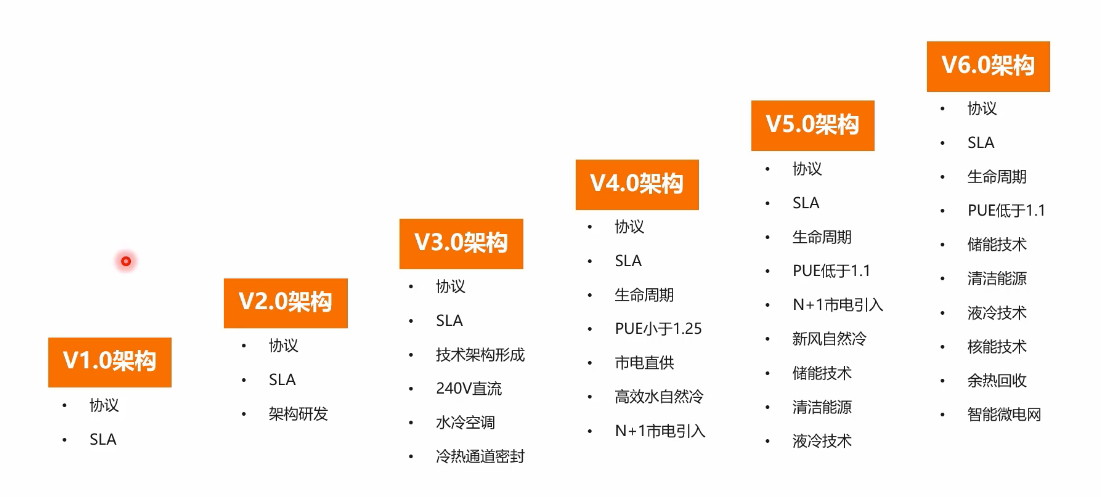 V1.0架构
协议
SLA
V2.0架构
协议
SLA
架构研发
V3.0架构
协议
SLA
技术架构形成
240V直流
水冷空调
冷热通道密封
V4.0架构
协议
SLA
生命周期
PUE小于1.25
市电直供
高效水自然冷
N+1市电引入
V5.0架构
协议
SLA
生命周期
PUE低于1.1
N+1市电引入
新风自然冷
储能技术
清洁能源
液冷技术
V6.0架构
协议
SLA
生命周期
PUE低于1.1
储能技术
清洁能源
液冷技术
核能技术
余热回收
智能微电网